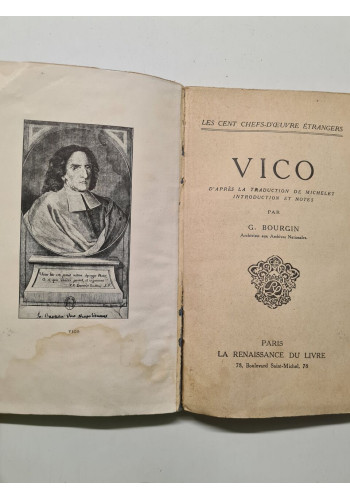 VICO
LES CENT CHEFS-D'ŒUVRE ÉTRANGERS
VICO
D'APRÈS LA TRADUCTION DE MICHELET
INTRODUCTION ET NOTES
PAR
G. BOURGIN
Archiviste aux Archives Nationales.
PARIS
LA RENAISSANCE DU LIVRE
78, Boulevard Saint-Michel, 78